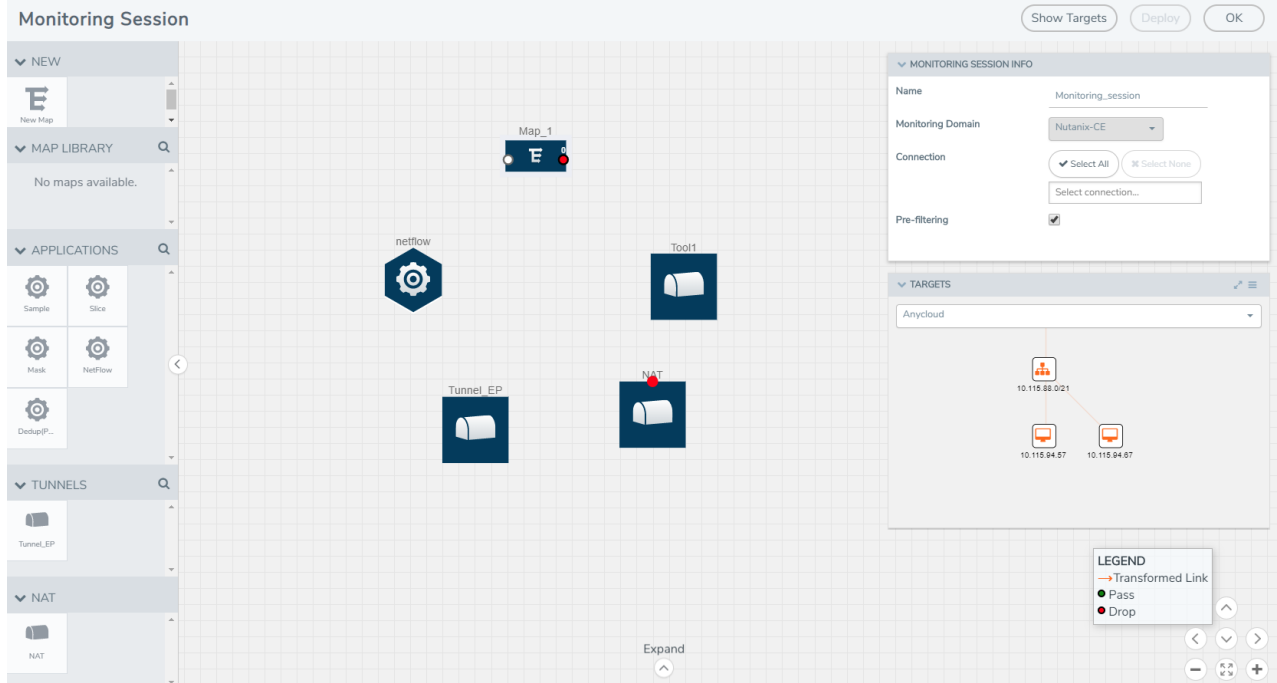 Monitoring Session
Show Targets
Deploy
OK
NEW
New Map
MAP LIBRARY
No maps available.
APPLICATIONS
Sample
Slice
Mask
NetFlow
Dedup(P...
TUNNELS
Tunnel_EP
NAT
NAT
Map_1
0
netflow
Tool1
Tunnel_EP
NAT
Expand
MONITORING SESSION INFO
Name
Monitoring_session
Monitoring Domain
Nutanix-CE
Connection
Select All
Select None
Select connection...
Pre-filtering
TARGETS
Anycloud
10.115.88.0/21
10.115.94.57
10.115.94.67
LEGEND
Transformed Link
Pass
Drop